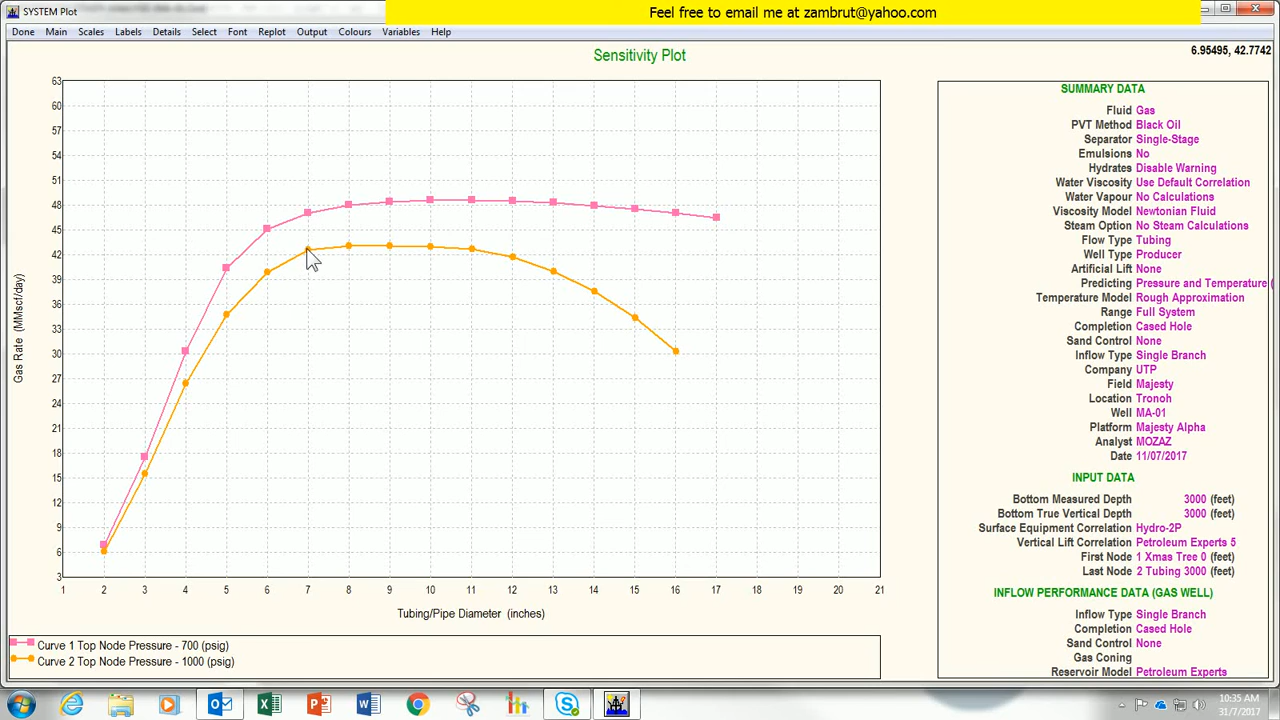 SYSTEM Plot
Feel free to email me at zambrut@yahoo.com
Done Main Scales Labels Details Select Font Replot Output Colours Variables Help
Sensitivity Plot
6.95495, 42.7742
63
60
57
54
51
48
45
42
39
36
33
30
27
24
21
18
15
12
9
6
3
Gas Rate (MMscf/day)
1 2 3 4 5 6 7 8 9 10 11 12 13 14 15 16 17 18 19 20 21
Tubing/Pipe Diameter (inches)
Curve 1 Top Node Pressure - 700 (psig)
Curve 2 Top Node Pressure - 1000 (psig)
SUMMARY DATA
Fluid Gas
PVT Method Black Oil
Separator Single-Stage
Emulsions No
Hydrates Disable Warning
Water Viscosity Use Default Correlation
Water Vapour No Calculations
Viscosity Model Newtonian Fluid
Steam Option No Steam Calculations
Flow Type Tubing
Well Type Producer
Artificial Lift None
Predicting Pressure and Temperature (
Temperature Model Rough Approximation
Range Full System
Completion Cased Hole
Sand Control None
Inflow Type Single Branch
Company UTP
Field Majesty
Location Tronoh
Well MA-01
Platform Majesty Alpha
Analyst MOZAZ
Date 11/07/2017
INPUT DATA
Bottom Measured Depth 3000 (feet)
Bottom True Vertical Depth 3000 (feet)
Surface Equipment Correlation Hydro-2P
Vertical Lift Correlation Petroleum Experts 5
First Node 1 Xmas Tree 0 (feet)
Last Node 2 Tubing 3000 (feet)
INFLOW PERFORMANCE DATA (GAS WELL)
Inflow Type Single Branch
Completion Cased Hole
Sand Control None
Gas Coning
Reservoir Model Petroleum Experts
10:35 AM
31/7/2017